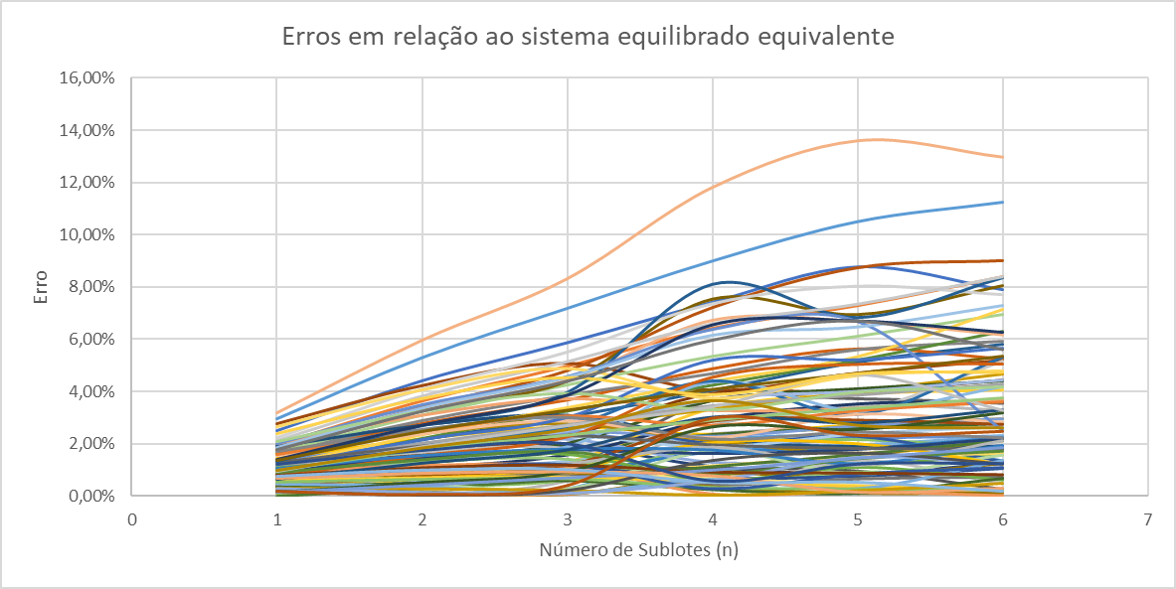 Erros em relação ao sistema equilibrado equivalente
16,00%
14,00%
12,00%
10,00%
8,00%
6,00%
4,00%
2,00%
0,00%
Erro
0 1 2 3 4 5 6 7
Número de Sublotes (n)